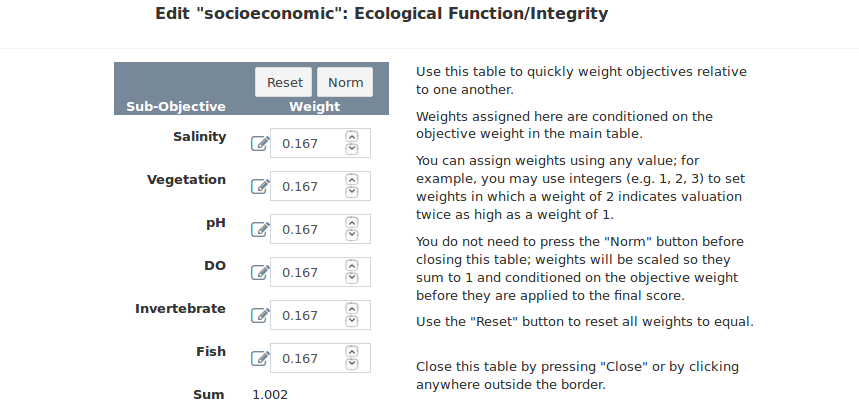 Edit "socioeconomic": Ecological Function/Integrity
Reset Norm
Sub-Objective Weight
Salinity 0.167
Vegetation 0.167
pH 0.167
DO 0.167
Invertebrate 0.167
Fish 0.167
Sum 1.002
Use this table to quickly weight objectives relative
to one another.
Weights assigned here are conditioned on the
objective weight in the main table.
You can assign weights using any value; for
example, you may use integers (e.g. 1, 2, 3) to set
weights in which a weight of 2 indicates valuation
twice as high as a weight of 1.
You do not need to press the "Norm" button before
closing this table; weights will be scaled so they
sum to 1 and conditioned on the objective weight
before they are applied to the final score.
Use the "Reset" button to reset all weights to equal.
Close this table by pressing "Close" or by clicking
anywhere outside the border.